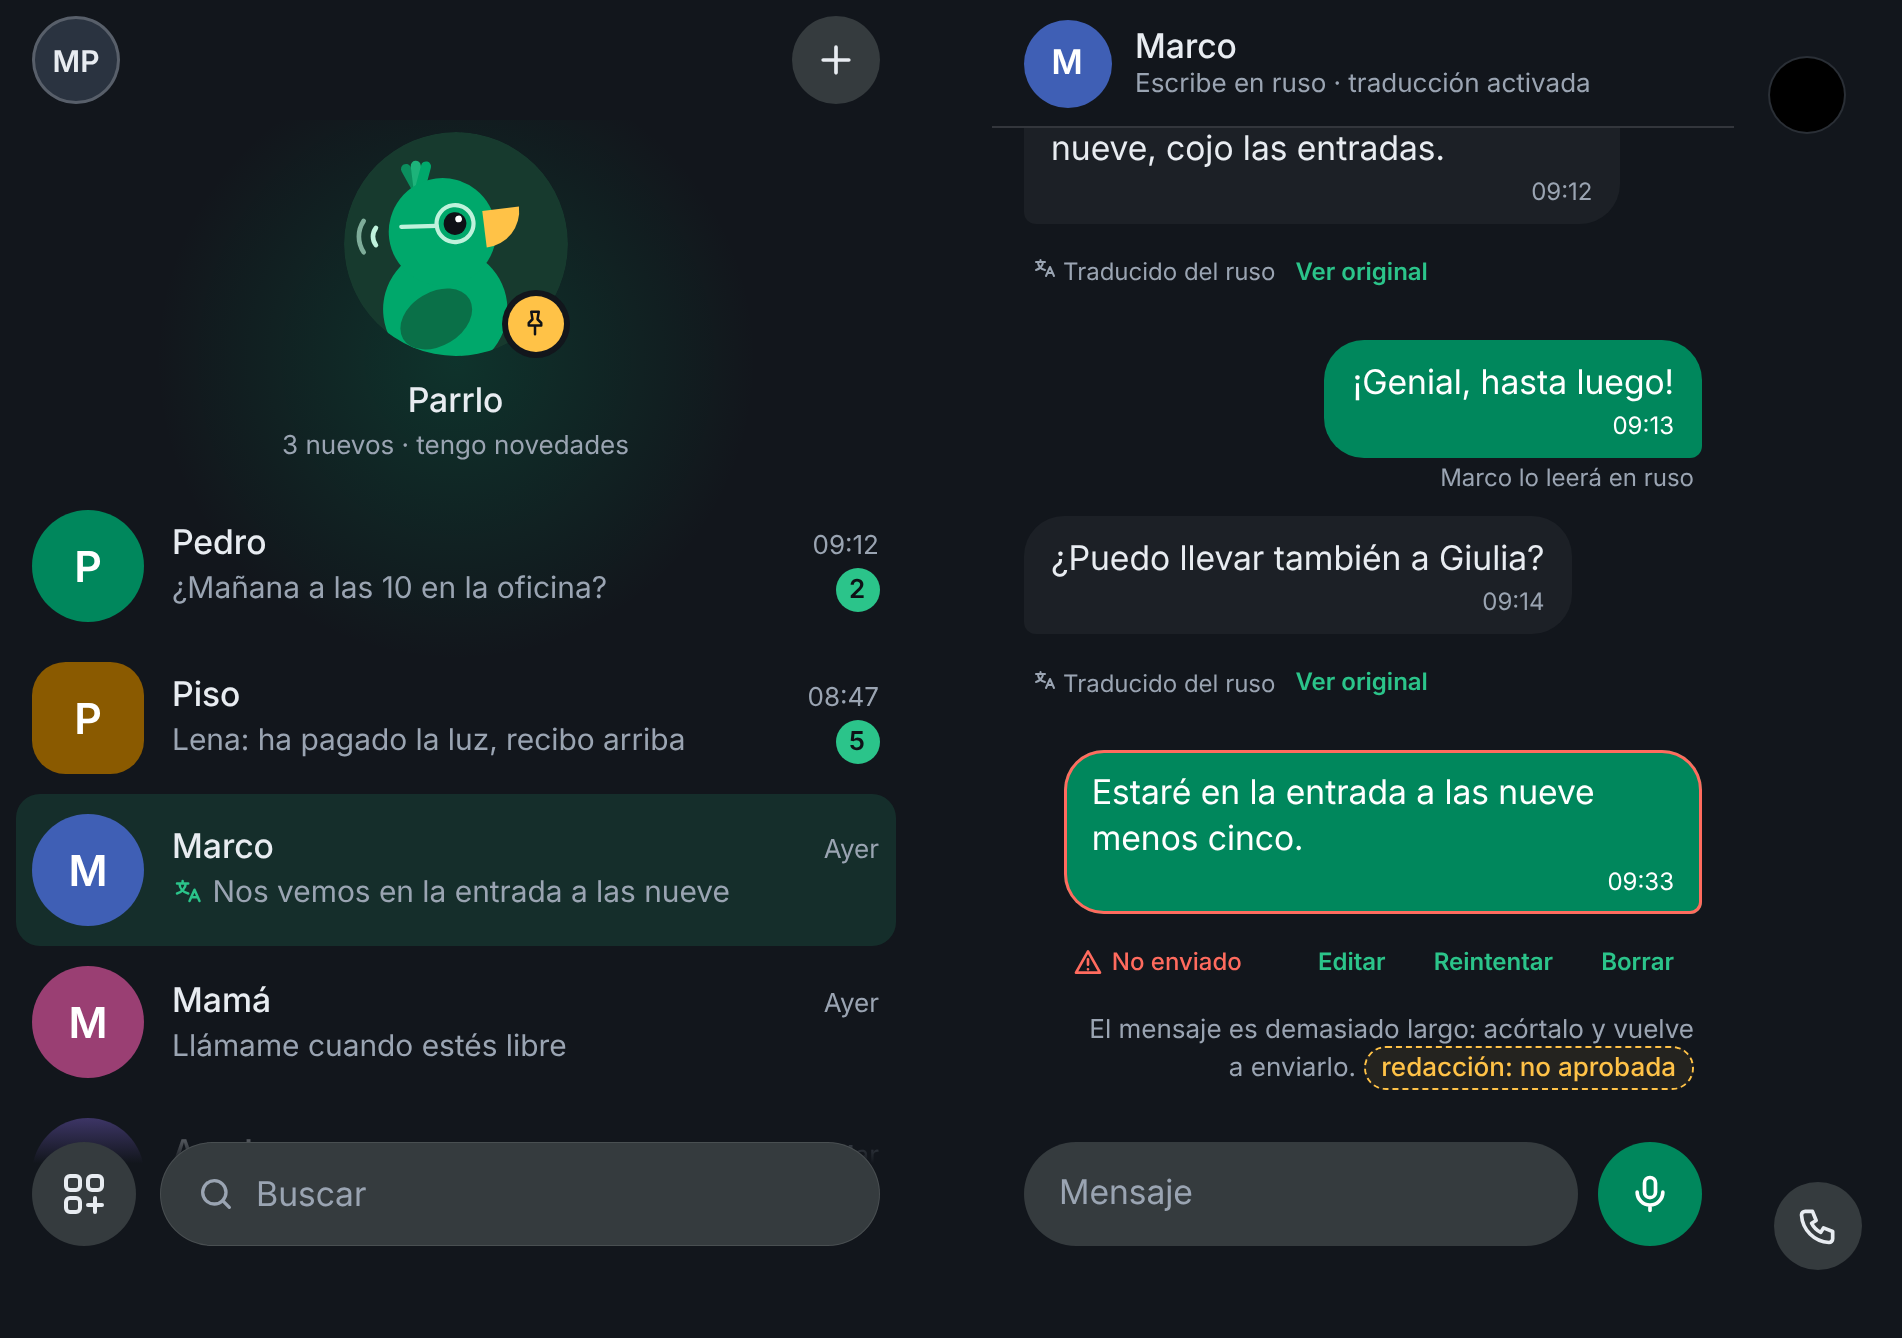 MP
Parrlo
3 nuevos · tengo novedades
P
Pedro
09:12
¿Mañana a las 10 en la oficina?
2
P
Piso
08:47
Lena: ha pagado la luz, recibo arriba
5
M
Marco
Ayer
Nos vemos en la entrada a las nueve
M
Mamá
Ayer
Llámame cuando estés libre
Buscar
M
Marco
Escribe en ruso · traducción activada
nueve, cojo las entradas.
09:12
Traducido del ruso Ver original
¡Genial, hasta luego!
09:13
Marco lo leerá en ruso
¿Puedo llevar también a Giulia?
09:14
Traducido del ruso Ver original
Estaré en la entrada a las nueve
menos cinco.
09:33
No enviado Editar Reintentar Borrar
El mensaje es demasiado largo: acórtalo y vuelve
a enviarlo. redacción: no aprobada
Mensaje